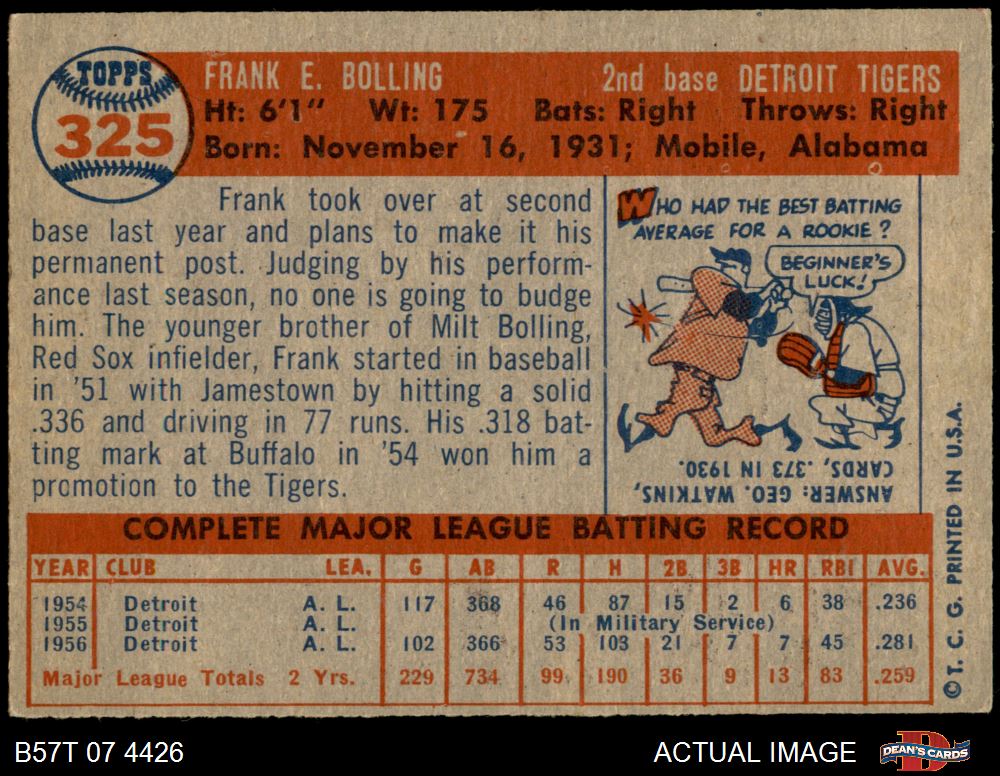 TOPPS
325
FRANK E. BOLLING 2nd base DETROIT TIGERS
Ht: 6'1" Wt: 175 Bats: Right Throws: Right
Born: November 16, 1931; Mobile, Alabama
Frank took over at second
base last year and plans to make it his
permanent post. Judging by his perform-
ance last season, no one is going to budge
him. The younger brother of Milt Bolling,
Red Sox infielder, Frank started in baseball
in '51 with Jamestown by hitting a solid
.336 and driving in 77 runs. His .318 bat-
ting mark at Buffalo in '54 won him a
promotion to the Tigers.
WHO HAD THE BEST BATTING
AVERAGE FOR A ROOKIE?
BEGINNER'S
LUCK!
ANSWER: GEO. WATKINS,
CARDS, .373 IN 1930.
COMPLETE MAJOR LEAGUE BATTING RECORD
YEAR CLUB LEA. G AB R H 2B 3B HR RBI AVG.
1954 Detroit A. L. 117 368 46 87 15 2 6 38 .236
1955 Detroit A. L. (In Military Service)
1956 Detroit A. L. 102 366 53 103 21 7 7 45 .281
Major League Totals 2 Yrs. 229 734 99 190 36 9 13 83 .259
© T. C. G. PRINTED IN U.S.A.
B57T 07 4426 ACTUAL IMAGE
D
DEAN'S CARDS